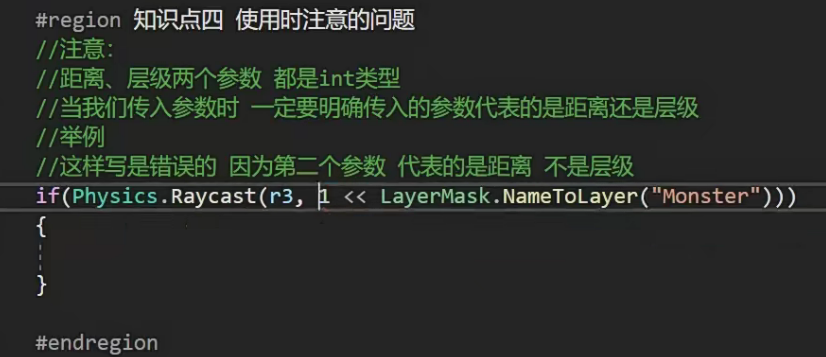 #region 知识点四 使用时注意的问题
//注意：
//距离、层级两个参数 都是int类型
//当我们传入参数时 一定要明确传入的参数代表的是距离还是层级
//举例
//这样写是错误的 因为第二个参数 代表的是距离 不是层级
if(Physics.Raycast(r3, 1 << LayerMask.NameToLayer("Monster")))
{
}
#endregion